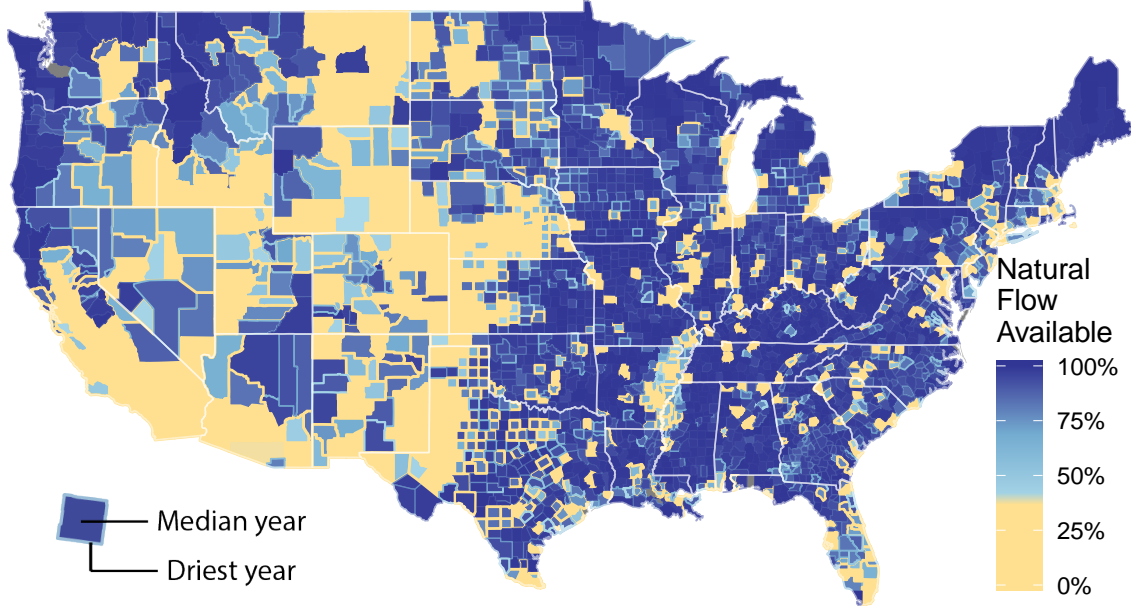 Natural
Flow
Available
100%
75%
50%
25%
0%
Median year
Driest year